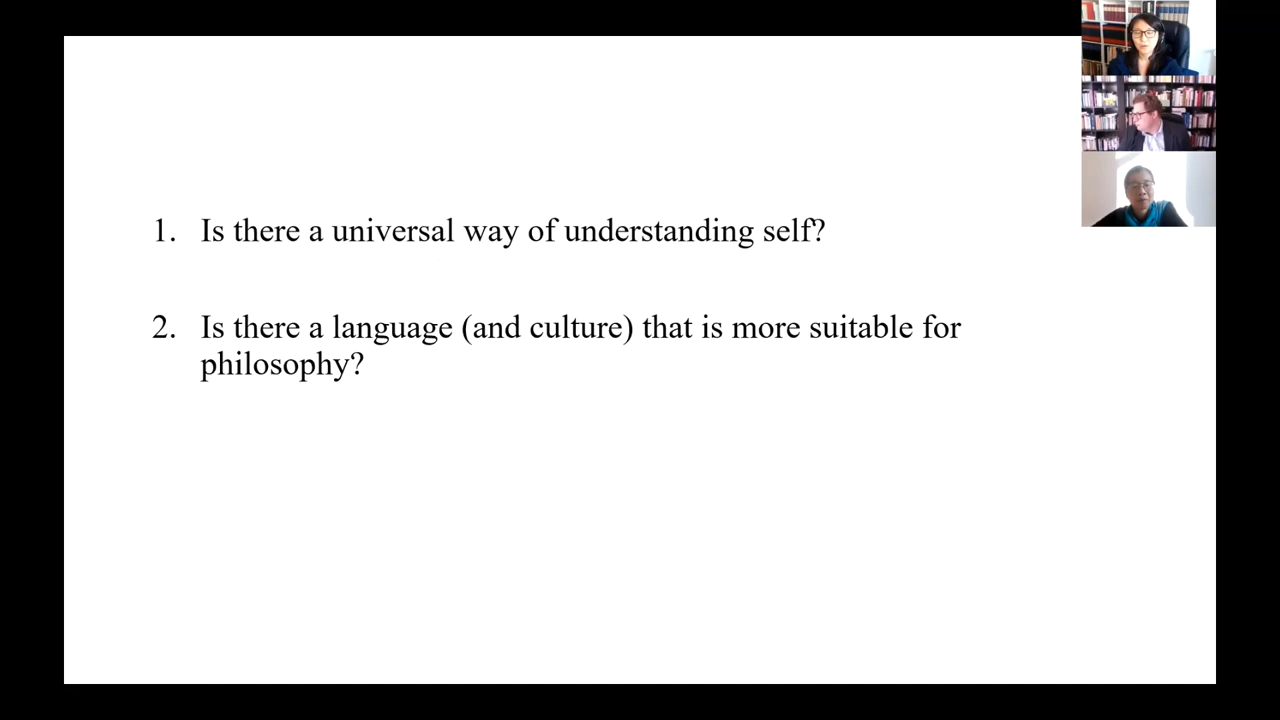 1. Is there a universal way of understanding self?
2. Is there a language (and culture) that is more suitable for
philosophy?